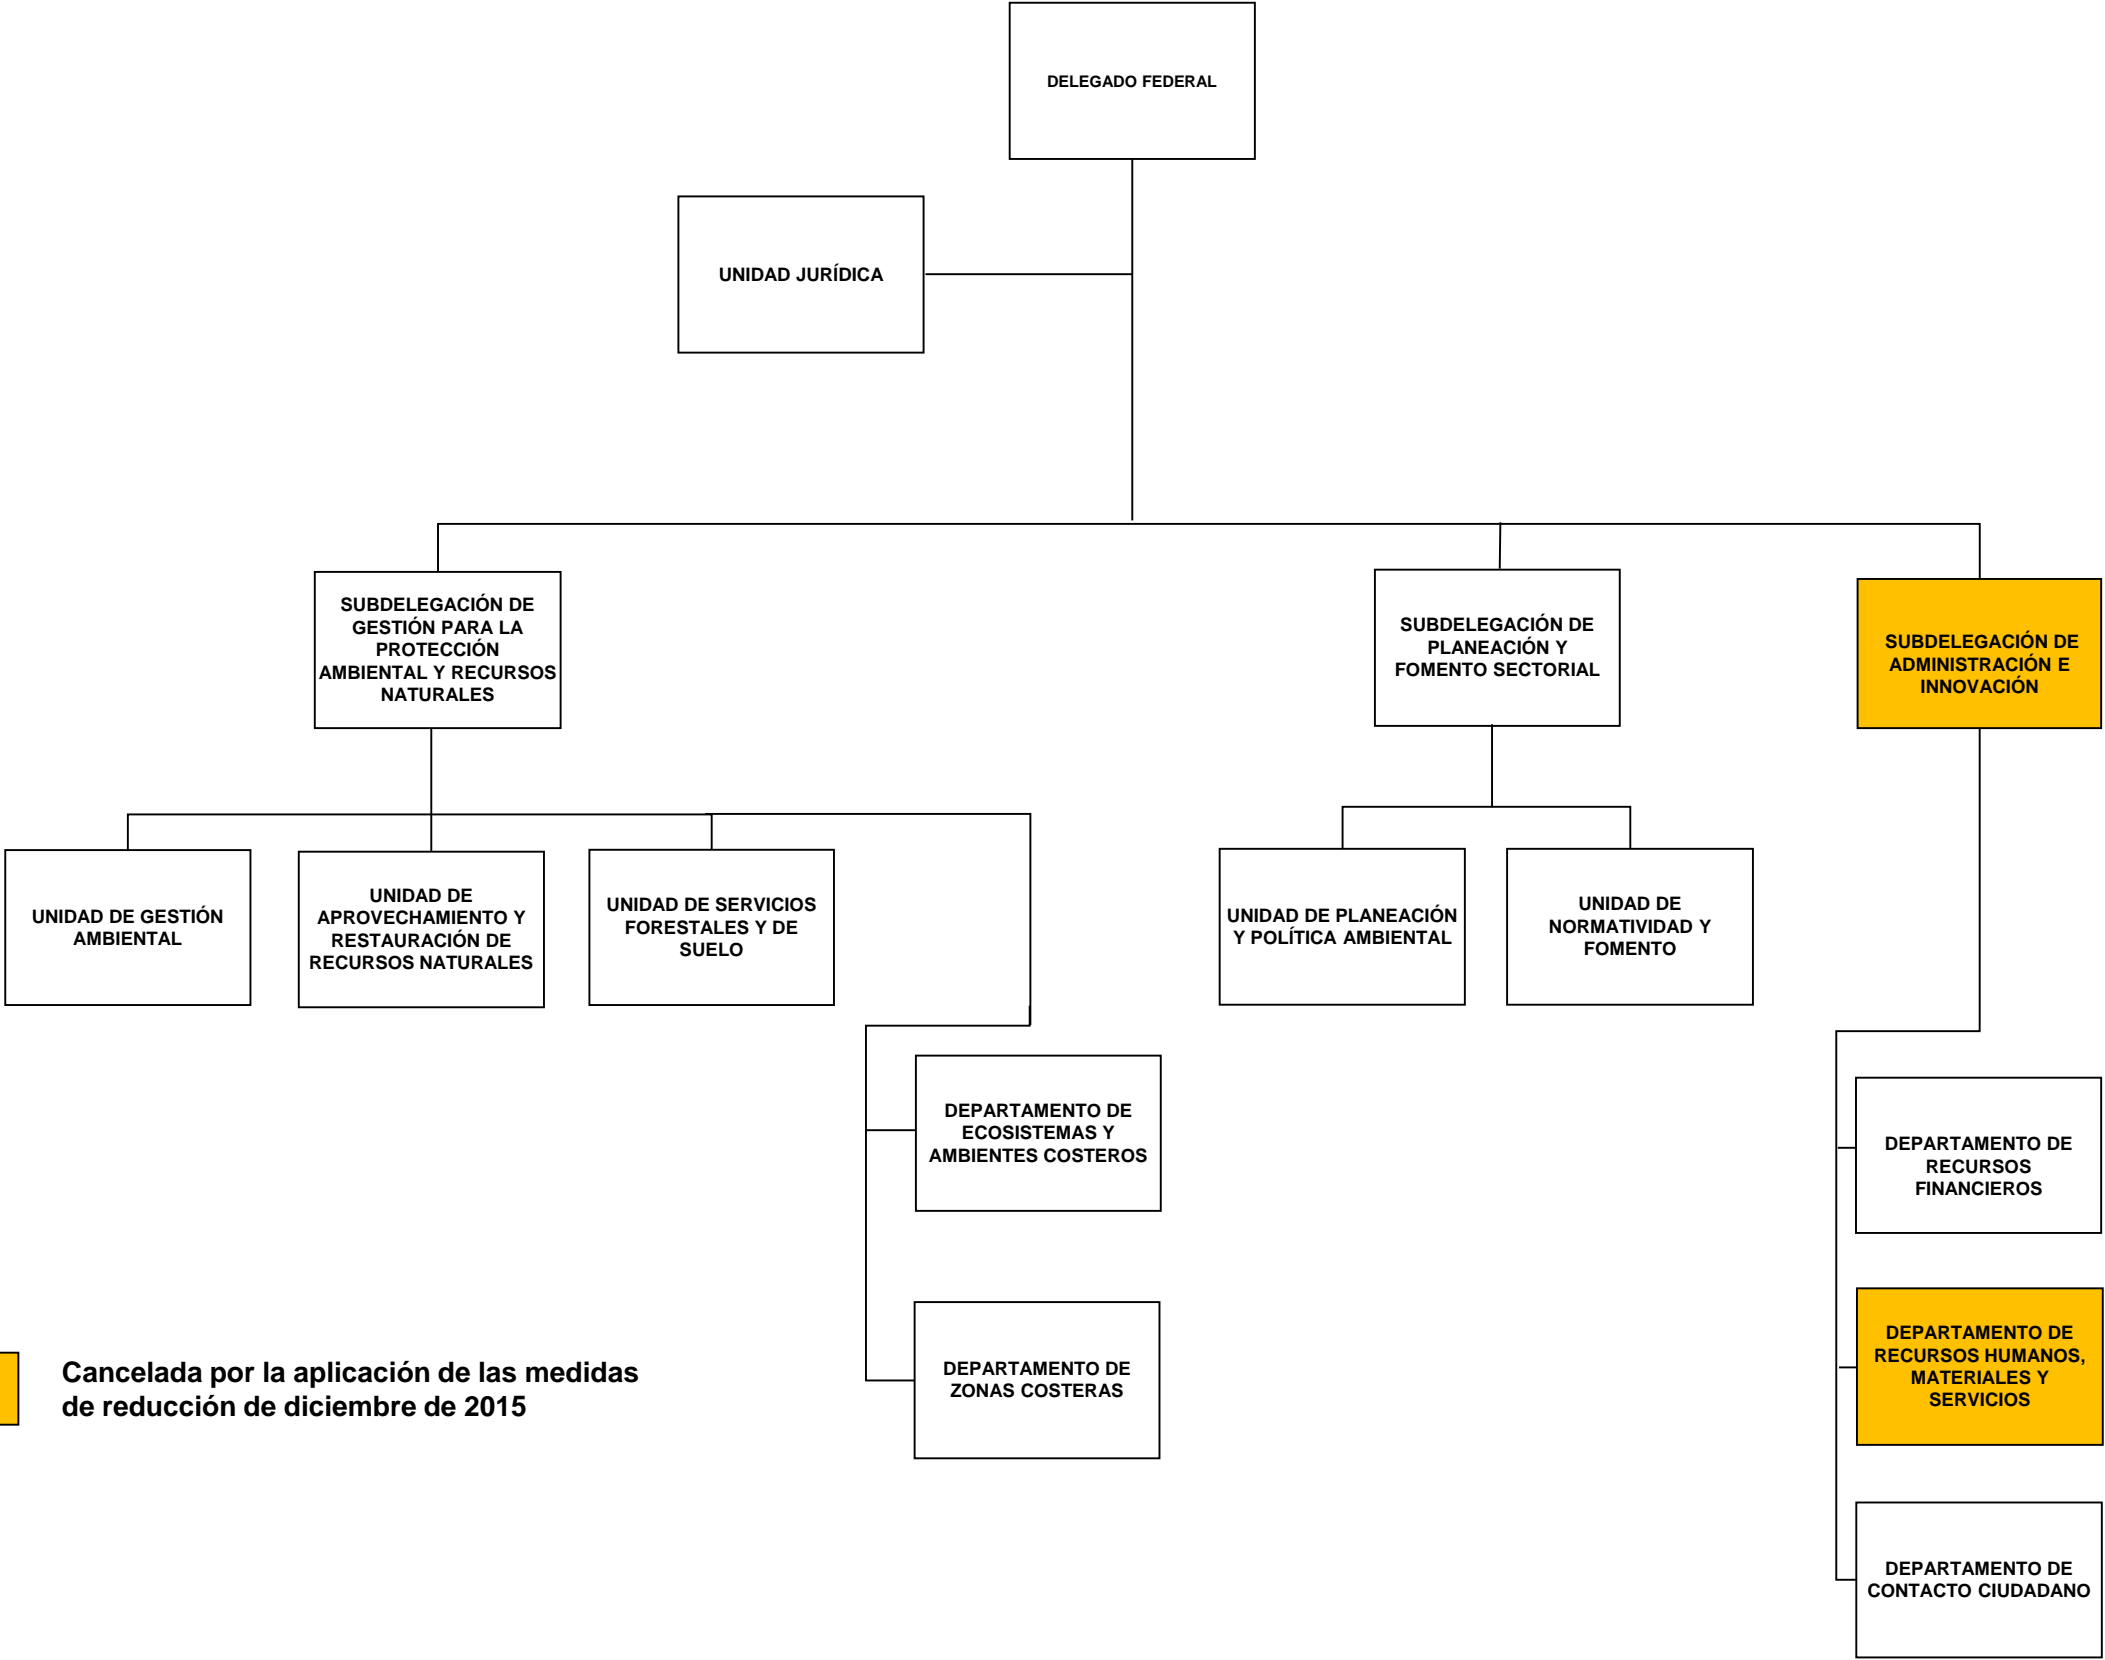 DELEGADO FEDERAL
UNIDAD JURÍDICA
SUBDELEGACIÓN DE
GESTIÓN PARA LA
PROTECCIÓN
AMBIENTAL Y RECURSOS
NATURALES
SUBDELEGACIÓN DE
PLANEACIÓN Y
FOMENTO SECTORIAL
SUBDELEGACIÓN DE
ADMINISTRACIÓN E
INNOVACIÓN
UNIDAD DE GESTIÓN
AMBIENTAL
UNIDAD DE
APROVECHAMIENTO Y
RESTAURACIÓN DE
RECURSOS NATURALES
UNIDAD DE SERVICIOS
FORESTALES Y DE
SUELO
UNIDAD DE PLANEACIÓN
Y POLÍTICA AMBIENTAL
UNIDAD DE
NORMATIVIDAD Y
FOMENTO
DEPARTAMENTO DE
ECOSISTEMAS Y
AMBIENTES COSTEROS
DEPARTAMENTO DE
RECURSOS
FINANCIEROS
DEPARTAMENTO DE
ZONAS COSTERAS
DEPARTAMENTO DE
RECURSOS HUMANOS,
MATERIALES Y
SERVICIOS
Cancelada por la aplicación de las medidas
de reducción de diciembre de 2015
DEPARTAMENTO DE
CONTACTO CIUDADANO